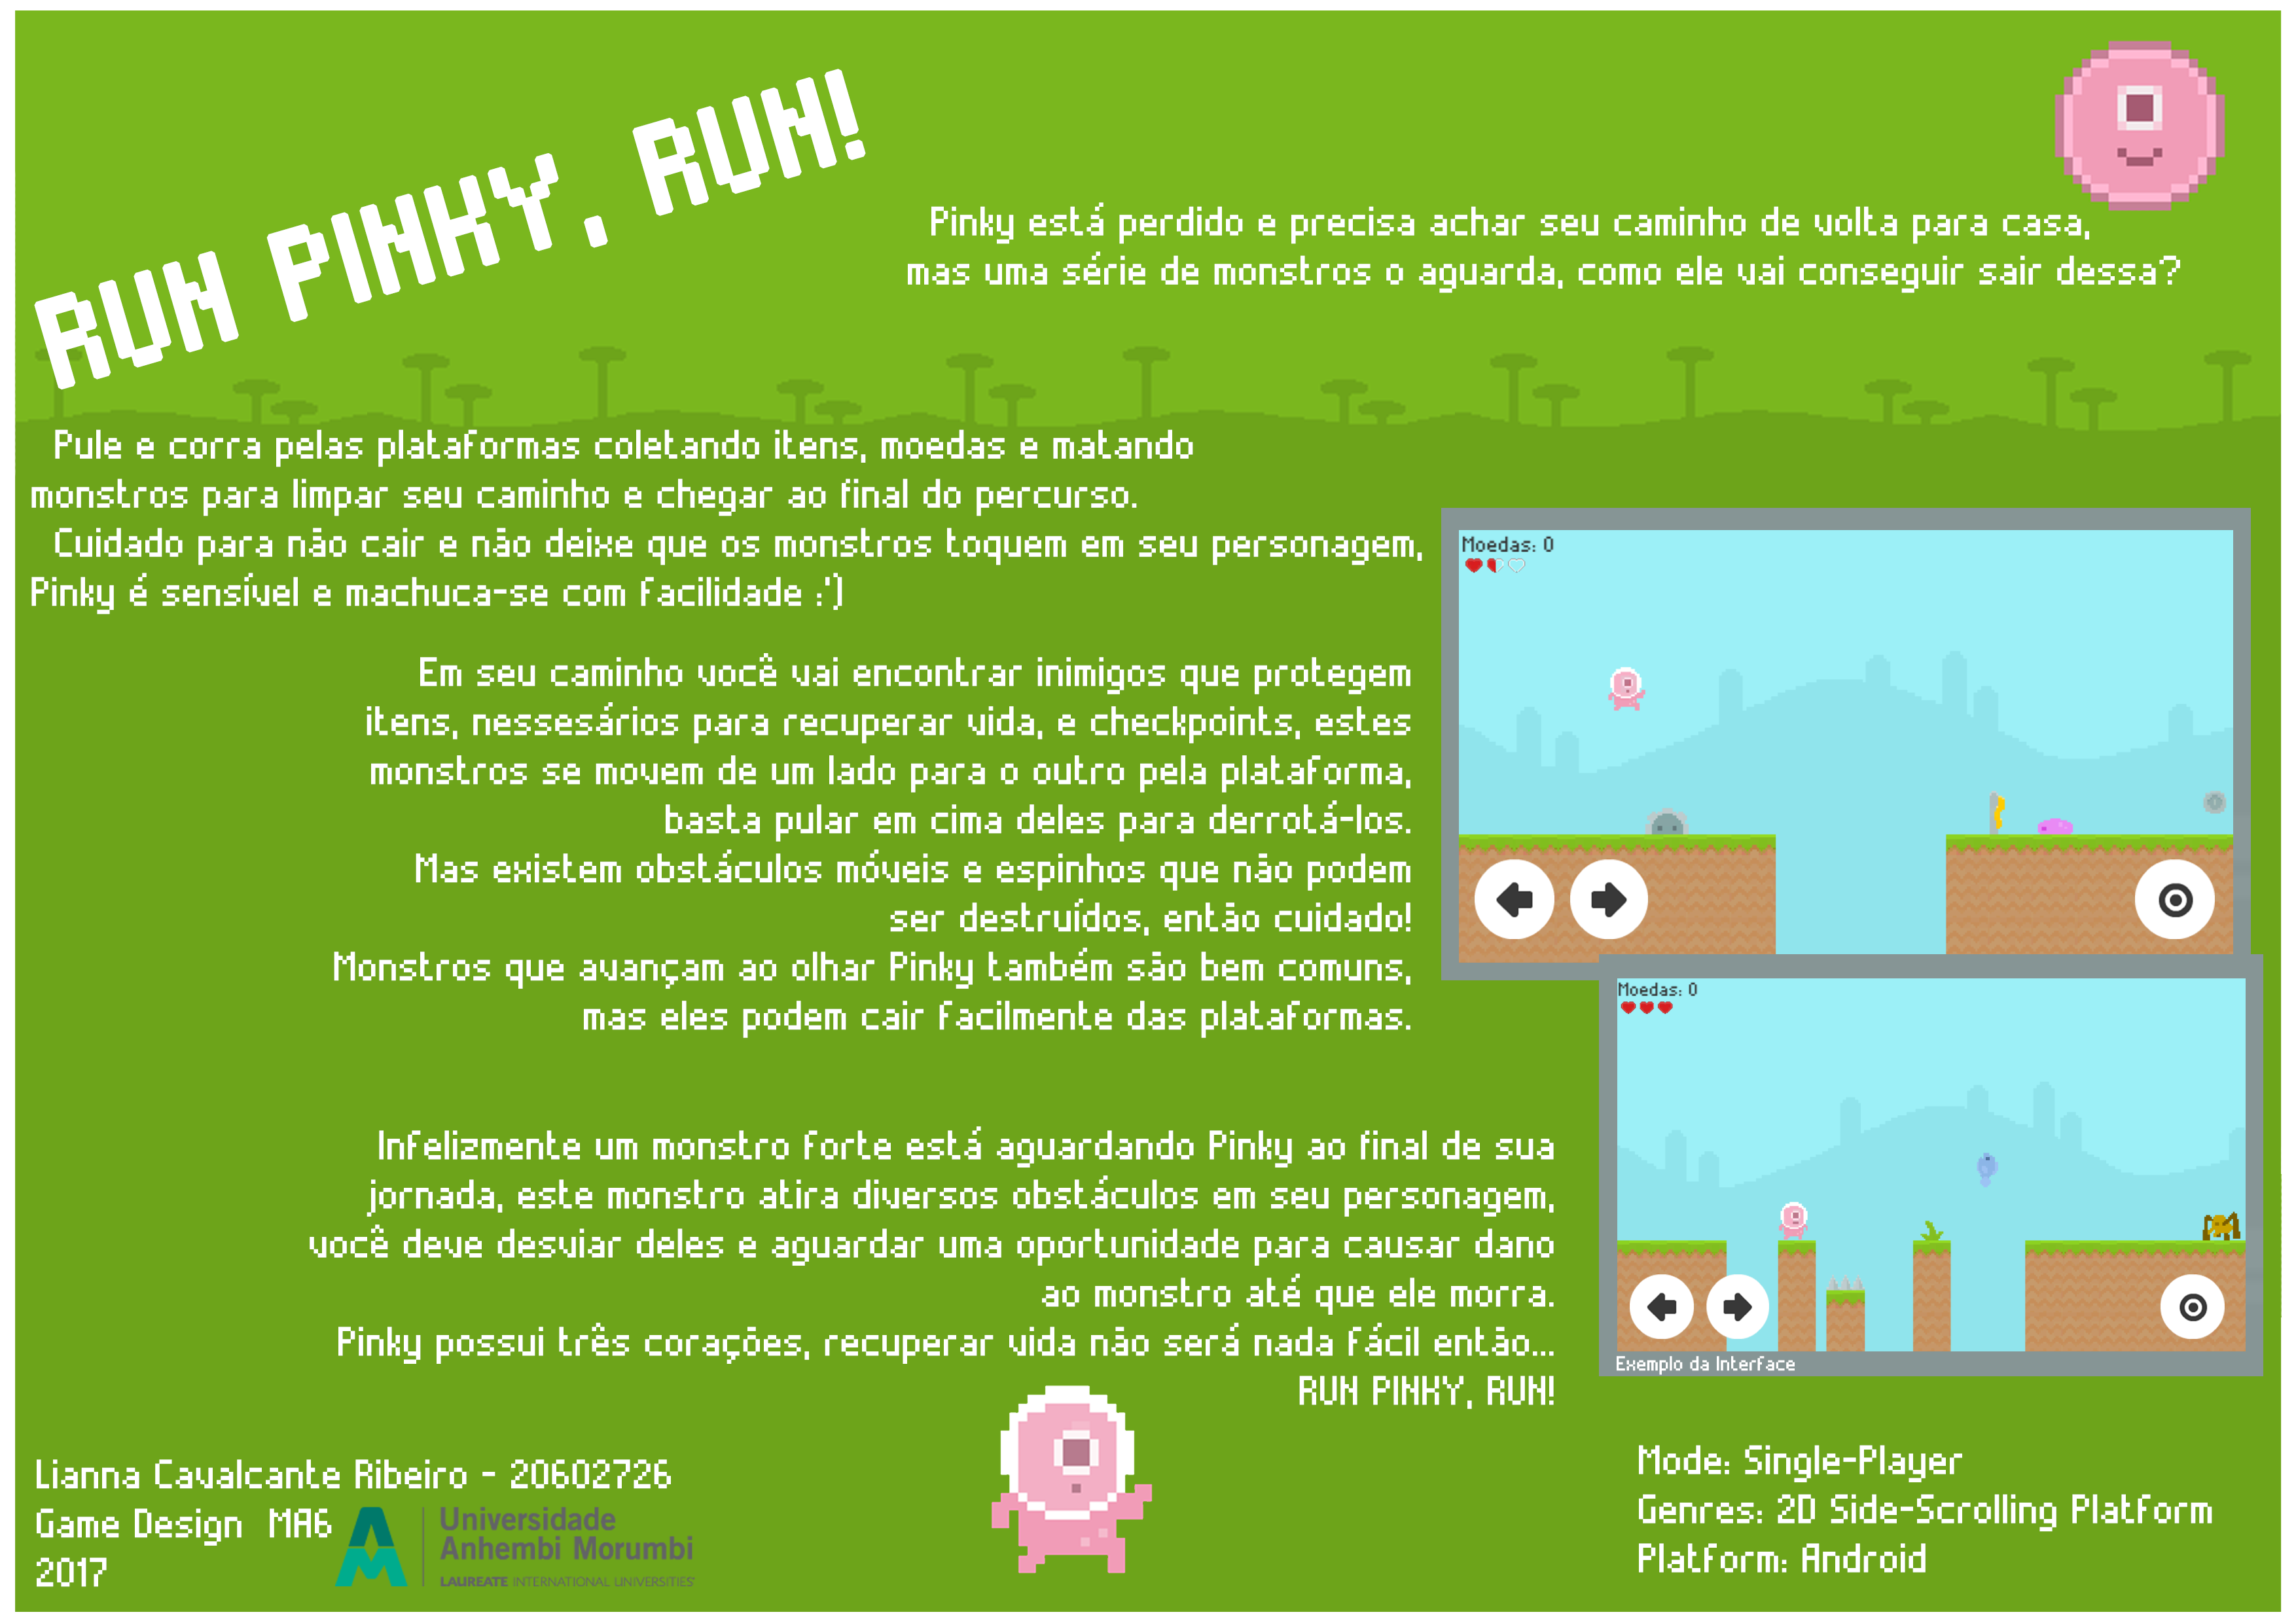 RUN PINKY, RUN!
Pinky está perdido e precisa achar seu caminho de volta para casa,
mas uma série de monstros o aguarda, como ele vai conseguir sair dessa?
Pule e corra pelas plataformas coletando itens, moedas e matando
monstros para limpar seu caminho e chegar ao final do percurso.
Cuidado para não cair e não deixe que os monstros toquem em seu personagem,
Pinky é sensível e machuca-se com facilidade :')
Em seu caminho você vai encontrar inimigos que protegem
itens, nessesários para recuperar vida, e checkpoints, estes
monstros se movem de um lado para o outro pela plataforma,
basta pular em cima deles para derrotá-los.
Mas existem obstáculos móveis e espinhos que não podem
ser destruídos, então cuidado!
Monstros que avançam ao olhar Pinky também são bem comuns,
mas eles podem cair facilmente das plataformas.
Moedas: 0
Moedas: 0
Exemplo da Interface
Infelizmente um monstro forte está aguardando Pinky ao final de sua
jornada, este monstro atira diversos obstáculos em seu personagem,
você deve desviar deles e aguardar uma oportunidade para causar dano
ao monstro até que ele morra.
Pinky possui três corações, recuperar vida não será nada fácil então...
RUN PINKY, RUN!
Lianna Cavalcante Ribeiro - 20602726
Game Design MA6
2017
Universidade
Anhembi Morumbi
LAUREATE INTERNATIONAL UNIVERSITIES
Mode: Single-Player
Genres: 2D Side-Scrolling Platform
Platform: Android